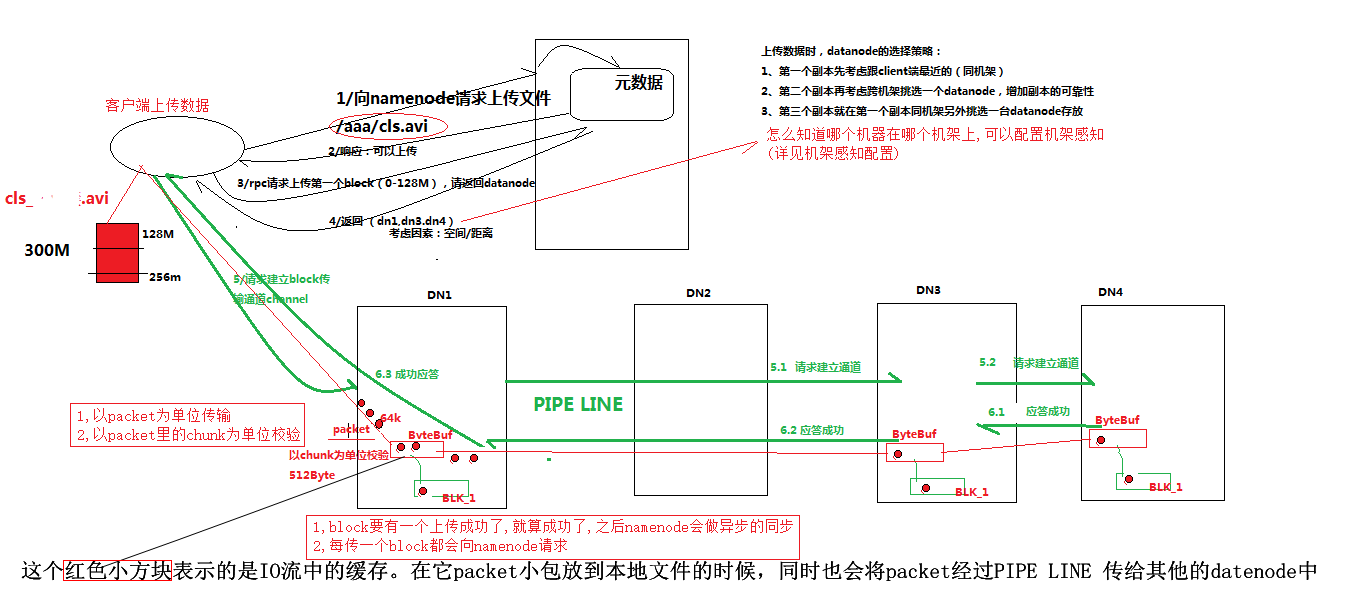 上传数据时，datanode的选择策略：
1、第一个副本先考虑跟client端最近的（同机架）
2、第二个副本再考虑跨机架挑选一个datanode，增加副本的可靠性
3、第三个副本就在第一个副本同机架另外挑选一台datanode存放
怎么知道哪个机器在哪个机架上,可以配置机架感知
(详见机架感知配置)
元数据
客户端上传数据
1/向namenode请求上传文件
/aaa/cls.avi
2/响应：可以上传
3/rpc请求上传第一个block（0-128M），请返回datanode
4/返回（dn1,dn3.dn4）
考虑因素：空间/距离
cls_
.avi
300M
128M
256m
5/请求建立block传
输通道channel
DN1
DN2
DN3
DN4
6.3 成功应答
5.1 请求建立通道
5.2 请求建立通道
PIPE LINE
6.1 应答成功
6.2 应答成功
1,以packet为单位传输
2,以packet里的chunk为单位校验
64k
packet
ByteBuf
ByteBuf
ByteBuf
以chunk为单位校验
512Byte
BLK_1
BLK_1
BLK_1
1,block要有一个上传成功了,就算成功了,之后namenode会做异步的同步
2,每传一个block都会向namenode请求
这个红色小方块表示的是IO流中的缓存。在它packet小包放到本地文件的时候，同时也会将packet经过PIPE LINE 传给其他的datenode中